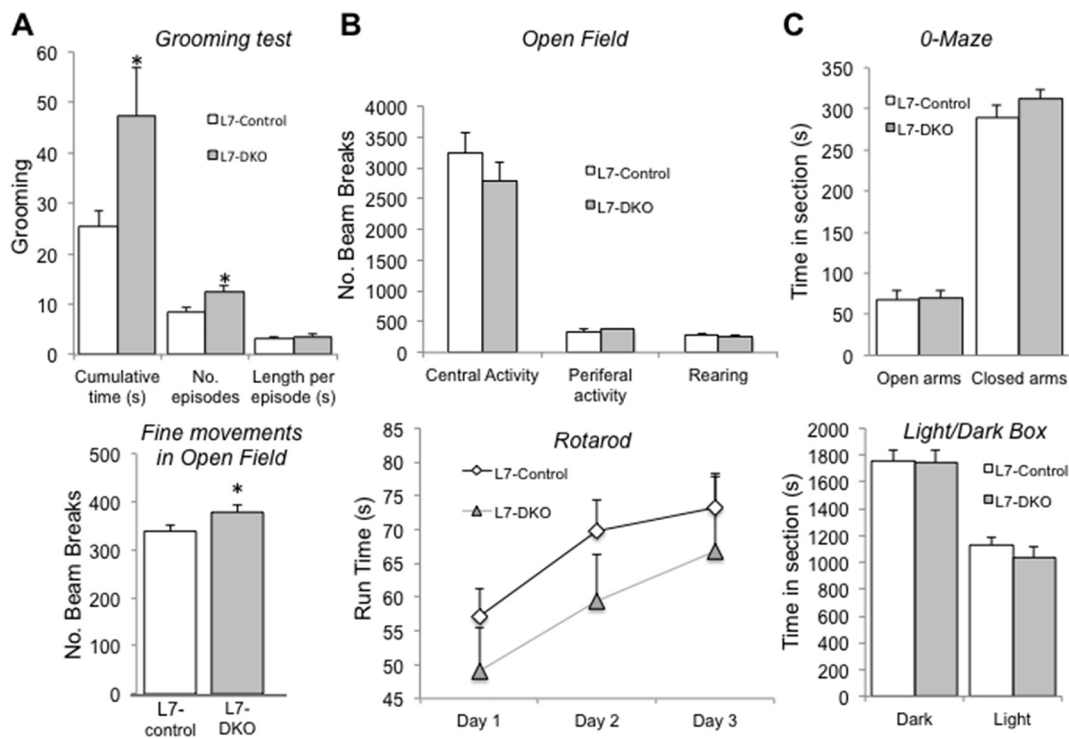 A
Grooming test
60
50
40
30
20
10
0
Grooming
*
*
L7-Control
L7-DKO
Cumulative time (s)
No. episodes
Length per episode (s)
Fine movements
in Open Field
500
400
300
200
100
0
No. Beam Breaks
*
L7-control
L7-DKO
B
Open Field
4000
3500
3000
2500
2000
1500
1000
500
0
No. Beam Breaks
L7-Control
L7-DKO
Central Activity
Periferal activity
Rearing
Rotarod
85
80
75
70
65
60
55
50
45
Run Time (s)
L7-Control
L7-DKO
Day 1
Day 2
Day 3
C
0-Maze
350
300
250
200
150
100
50
0
Time in section (s)
L7-Control
L7-DKO
Open arms
Closed arms
Light/Dark Box
2000
1800
1600
1400
1200
1000
800
600
400
200
0
Time in section (s)
L7-Control
L7-DKO
Dark
Light